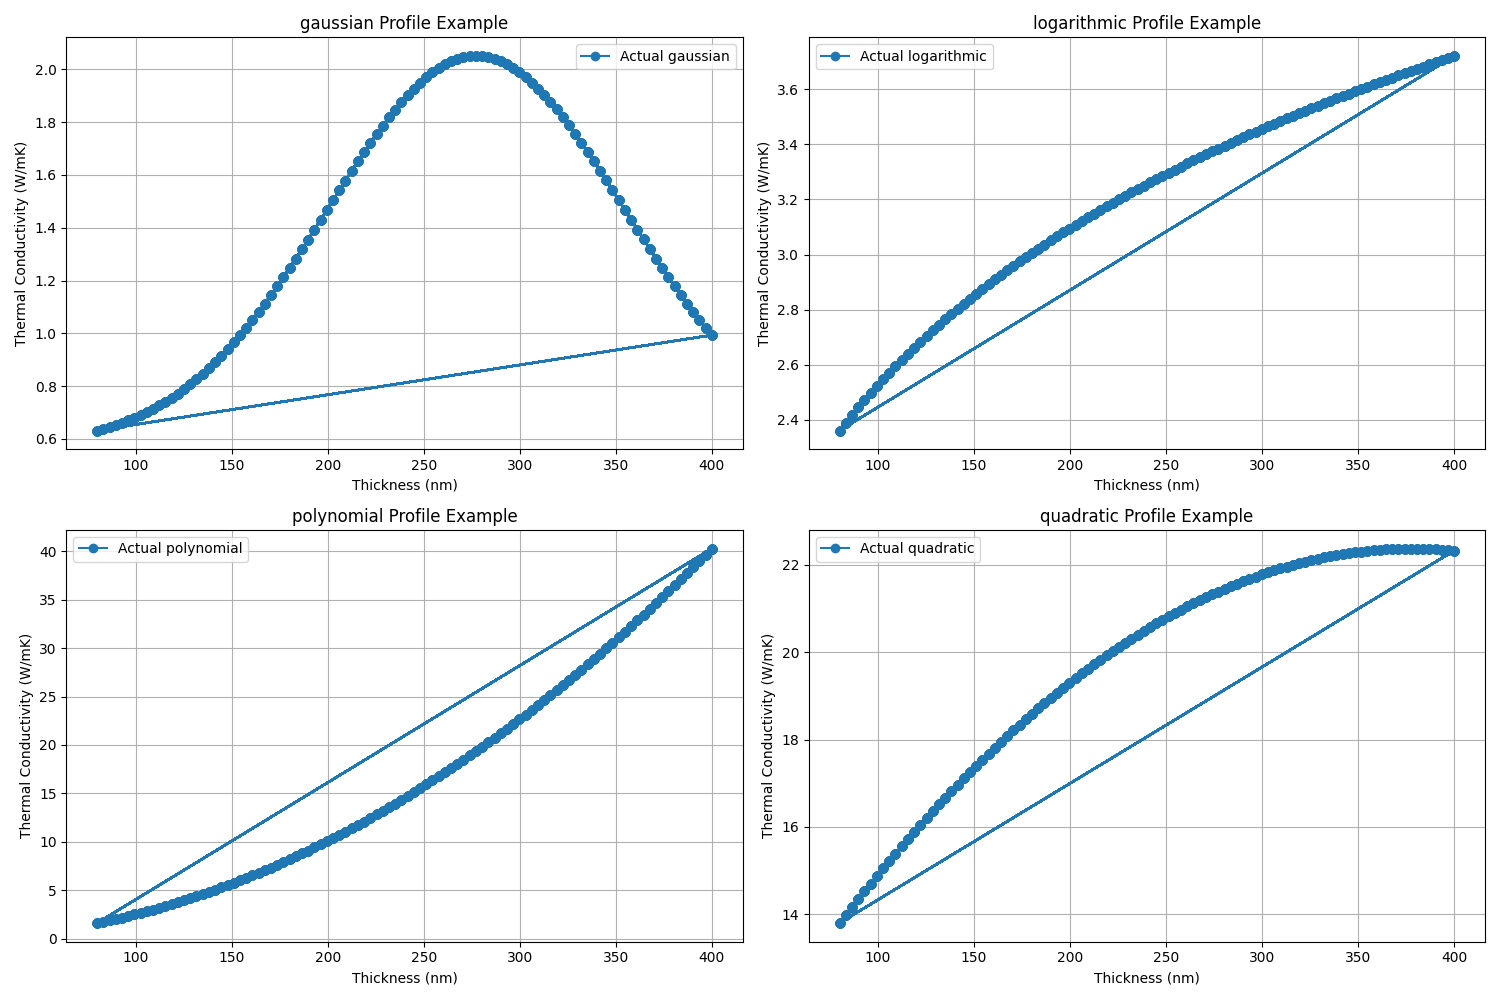 gaussian Profile Example
Actual gaussian
Thermal Conductivity (W/mK)
2.0
1.8
1.6
1.4
1.2
1.0
0.8
0.6
100 150 200 250 300 350 400
Thickness (nm)
logarithmic Profile Example
Actual logarithmic
Thermal Conductivity (W/mK)
3.6
3.4
3.2
3.0
2.8
2.6
2.4
100 150 200 250 300 350 400
Thickness (nm)
polynomial Profile Example
Actual polynomial
Thermal Conductivity (W/mK)
40
35
30
25
20
15
10
5
0
100 150 200 250 300 350 400
Thickness (nm)
quadratic Profile Example
Actual quadratic
Thermal Conductivity (W/mK)
22
20
18
16
14
100 150 200 250 300 350 400
Thickness (nm)